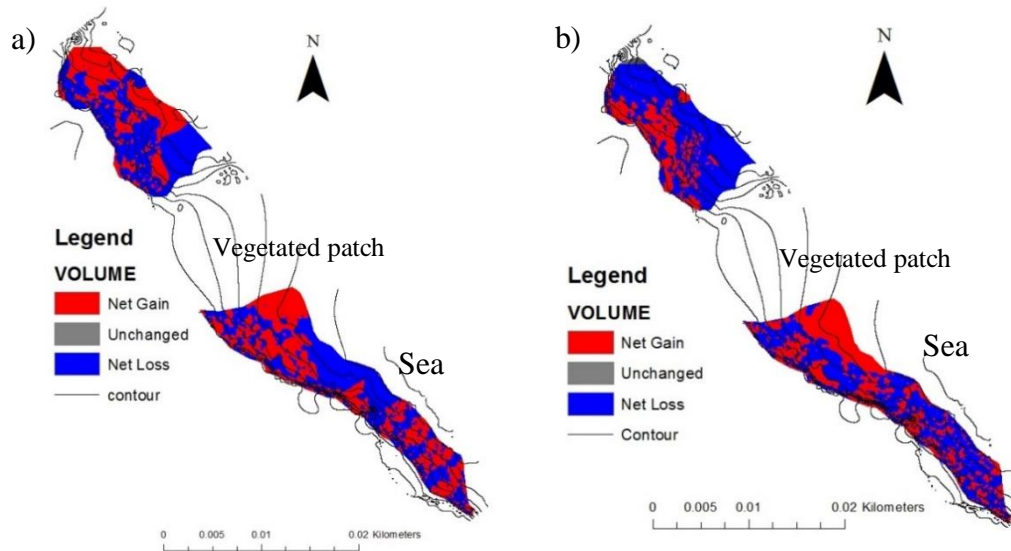 a)
N
Legend
VOLUME
Net Gain
Unchanged
Net Loss
contour
Vegetated patch
Sea
0 0.005 0.01 0.02 Kilometers
b)
N
Legend
VOLUME
Net Gain
Unchanged
Net Loss
Contour
Vegetated patch
Sea
0 0.005 0.01 0.02 Kilometers